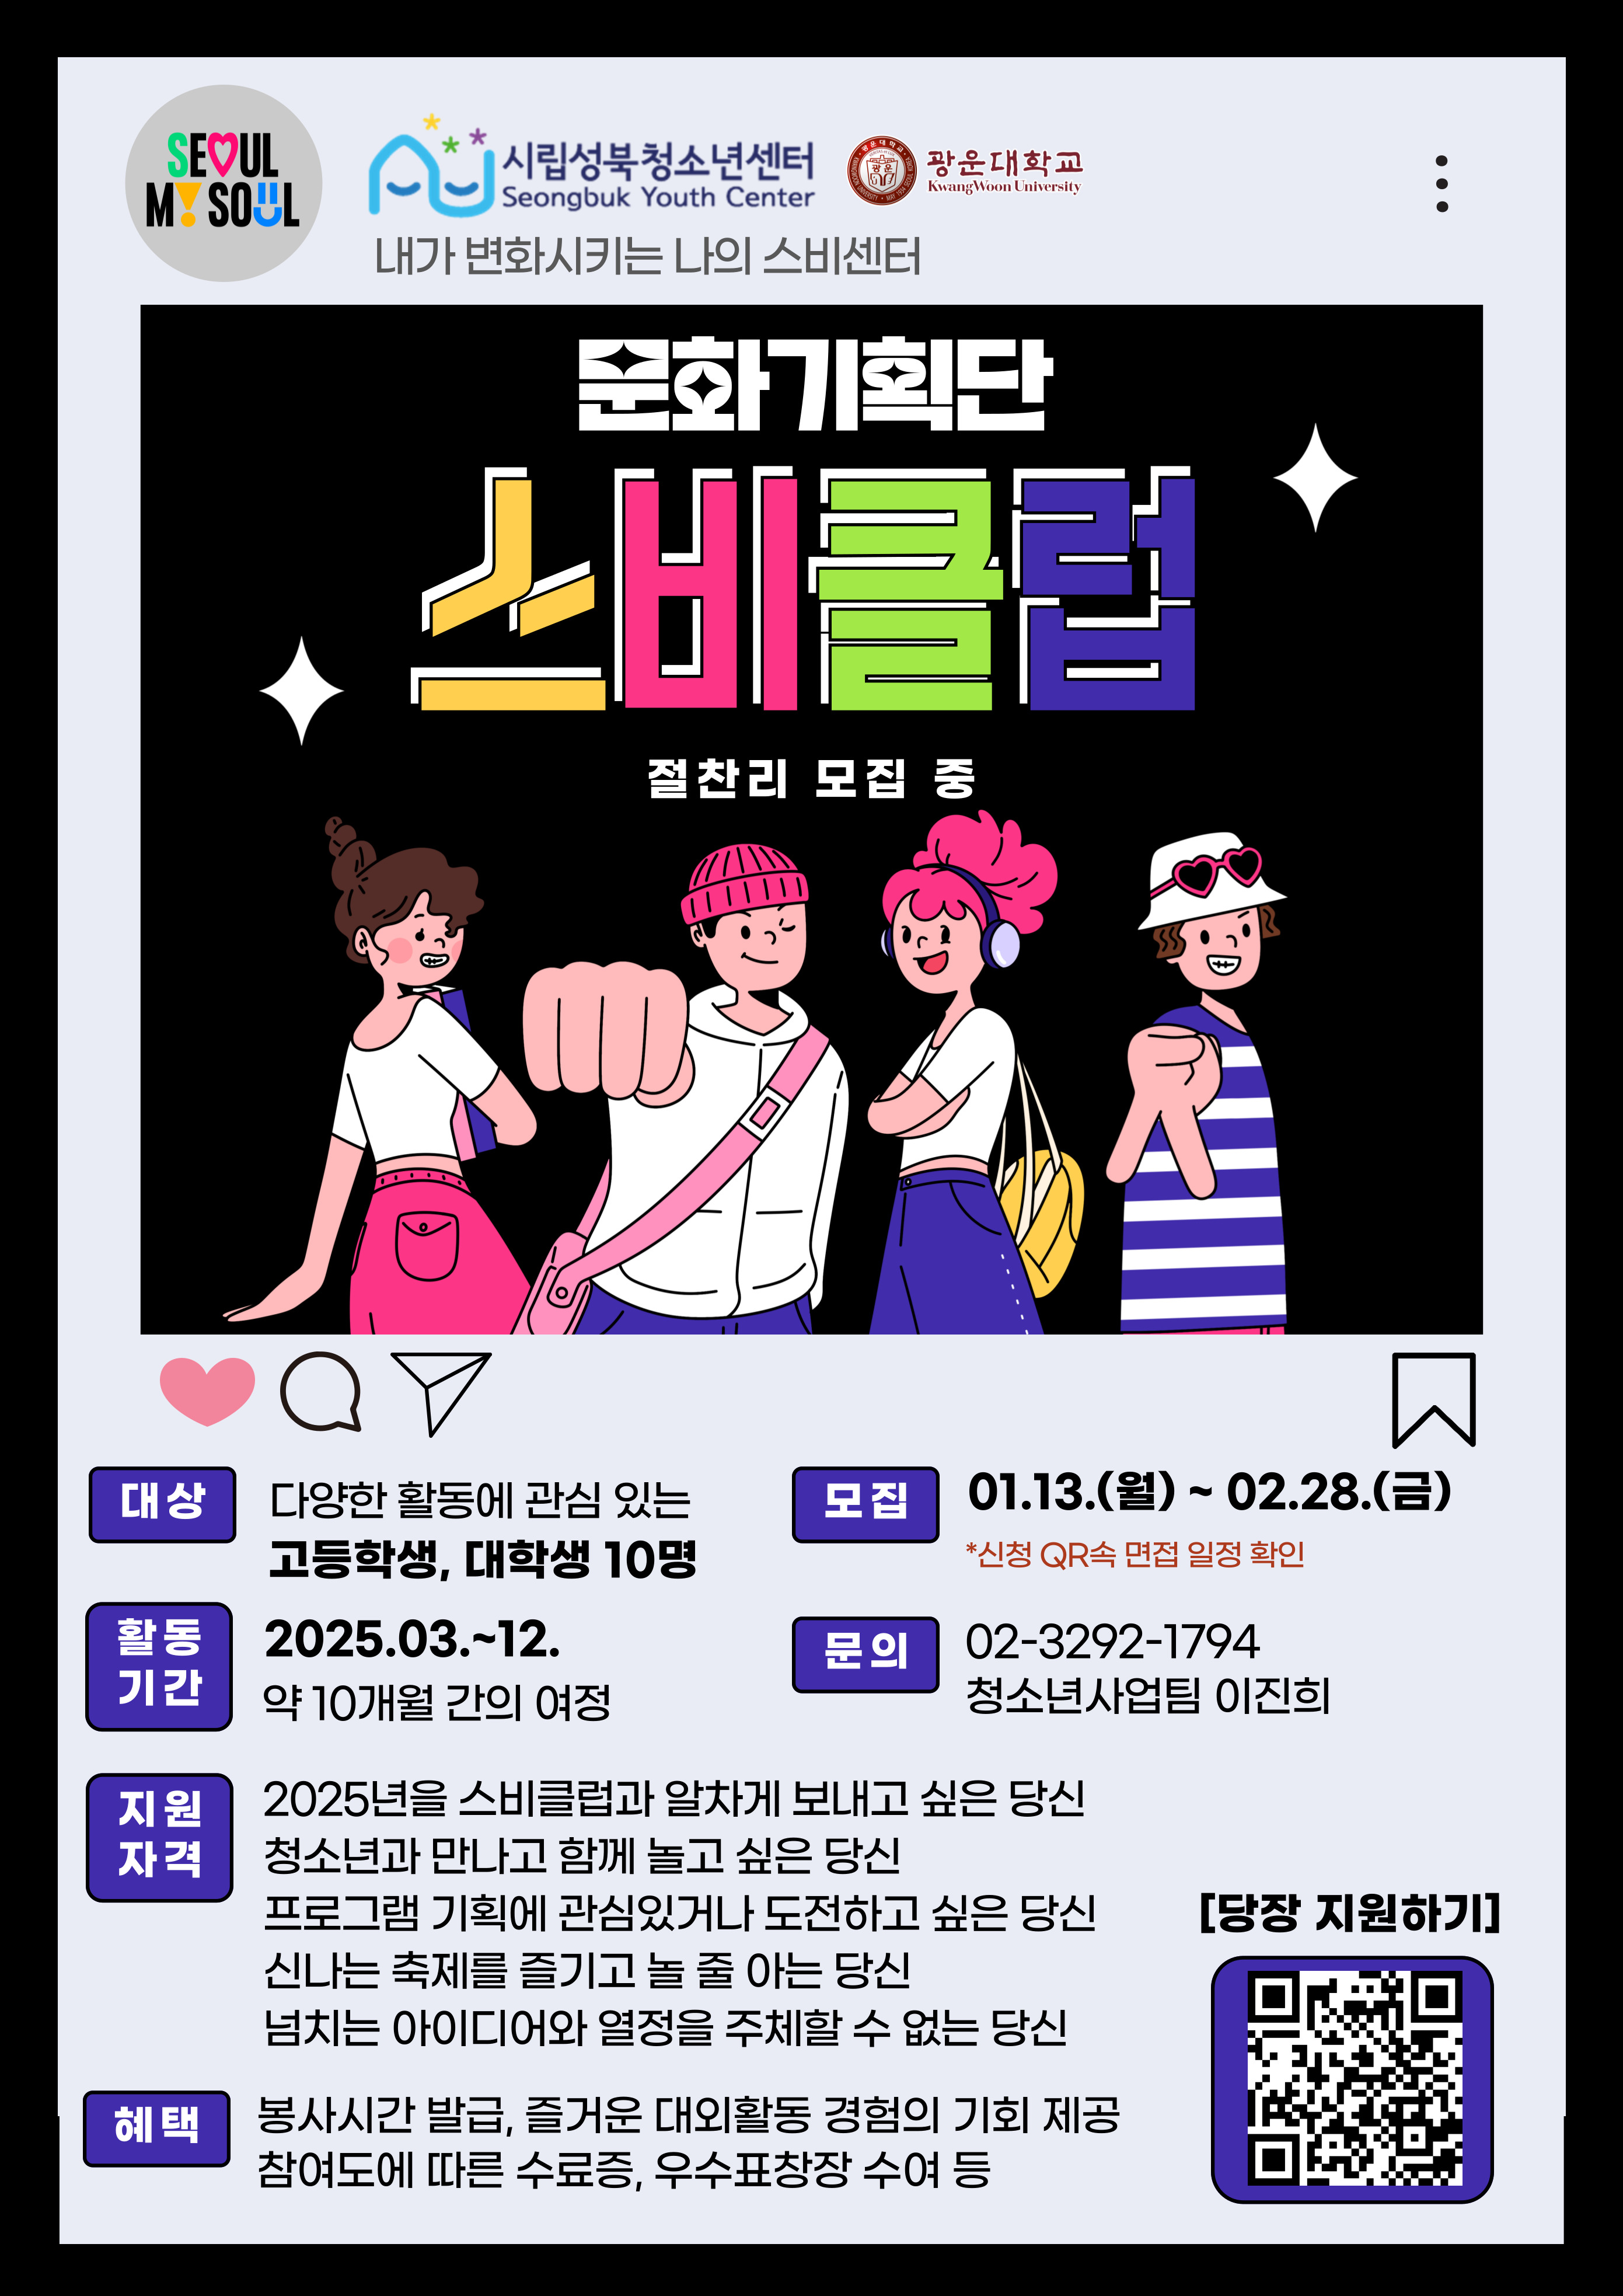 SEOUL
MY SOUL
시립성북청소년센터
Seongbuk Youth Center
광운대학교
KwangWoon University
내가 변화시키는 나의 스비센터
문화기획단
스비클럽
절찬리 모집 중
대상
다양한 활동에 관심 있는
고등학생, 대학생 10명
모집
01.13.(월) ~ 02.28.(금)
*신청 QR속 면접 일정 확인
활동
기간
2025.03.~12.
약 10개월 간의 여정
문의
02-3292-1794
청소년사업팀 이진희
지원
자격
2025년을 스비클럽과 알차게 보내고 싶은 당신
청소년과 만나고 함께 놀고 싶은 당신
프로그램 기획에 관심있거나 도전하고 싶은 당신
신나는 축제를 즐기고 놀 줄 아는 당신
넘치는 아이디어와 열정을 주체할 수 없는 당신
[당장 지원하기]
혜택
봉사시간 발급, 즐거운 대외활동 경험의 기회 제공
참여도에 따른 수료증, 우수표창장 수여 등